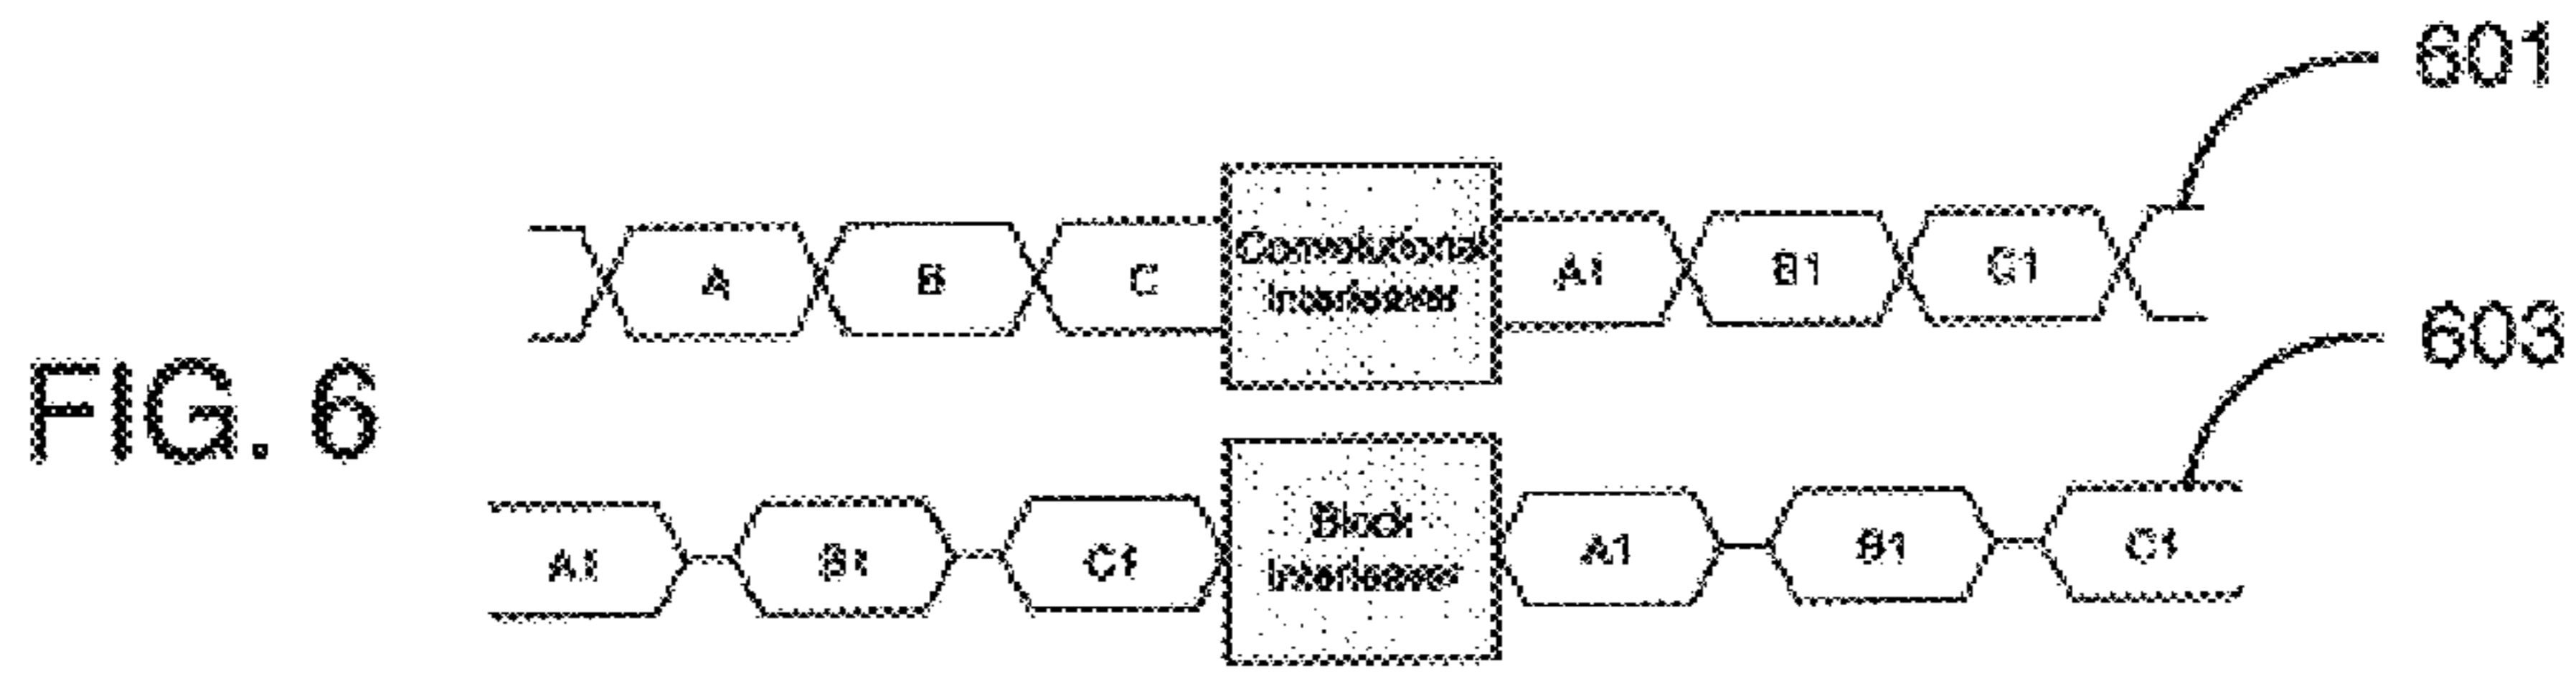 601
A B C Convolutional Interleaver A1 B1 C1
603
FIG. 6
A1 B1 C1 Block Interleaver A1 B1 C1